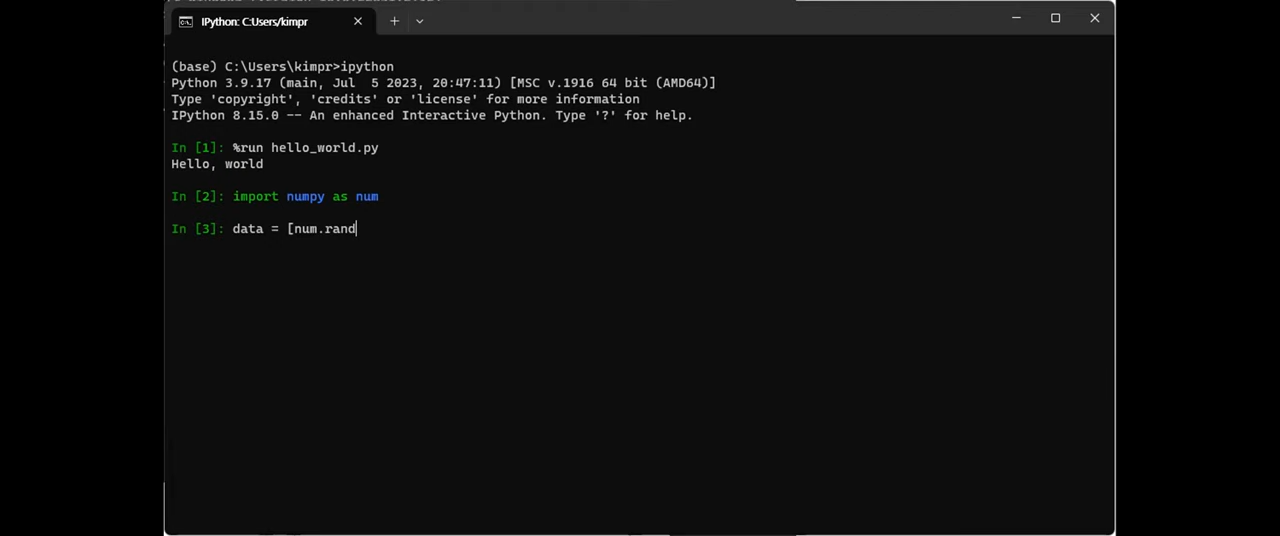 IPython: C:Users/kimpr
(base) C:\Users\kimpr>ipython
Python 3.9.17 (main, Jul  5 2023, 20:47:11) [MSC v.1916 64 bit (AMD64)]
Type 'copyright', 'credits' or 'license' for more information
IPython 8.15.0 -- An enhanced Interactive Python. Type '?' for help.
In [1]: %run hello_world.py
Hello, world
In [2]: import numpy as num
In [3]: data = [num.rand